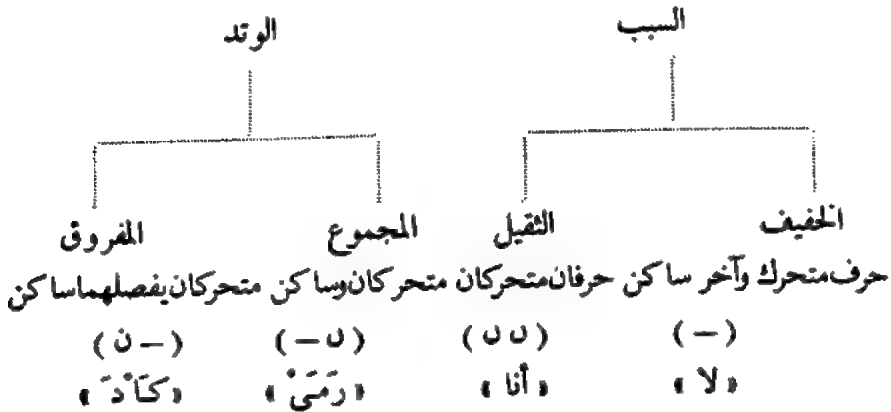 السبب الوتد
الخفيف الثقيل المجموع المفروق
حرف متحرك وآخر ساكن حرفان متحركان متحركان وساكن متحركان يفصلهما ساكن
(–) (ں ں) (ں –) (– ن)
«لا» «أنا» «رَمَىْ» «كَاْدَ»